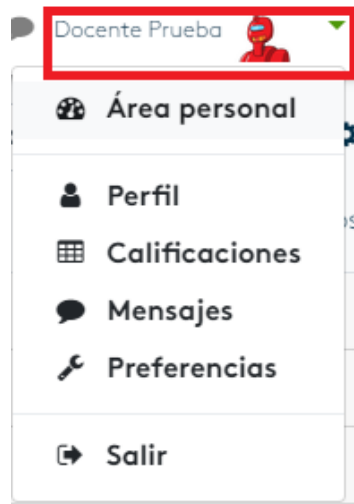 Docente Prueba
Área personal
Perfil
Calificaciones
Mensajes
Preferencias
Salir